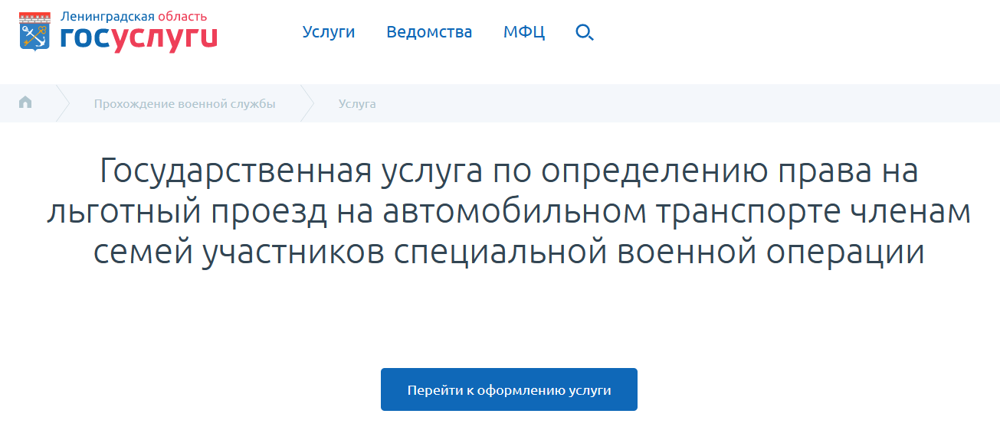 Ленинградская область
госуслуги
Услуги Ведомства МФЦ
Прохождение военной службы Услуга
Государственная услуга по определению права на
льготный проезд на автомобильном транспорте членам
семей участников специальной военной операции
Перейти к оформлению услуги